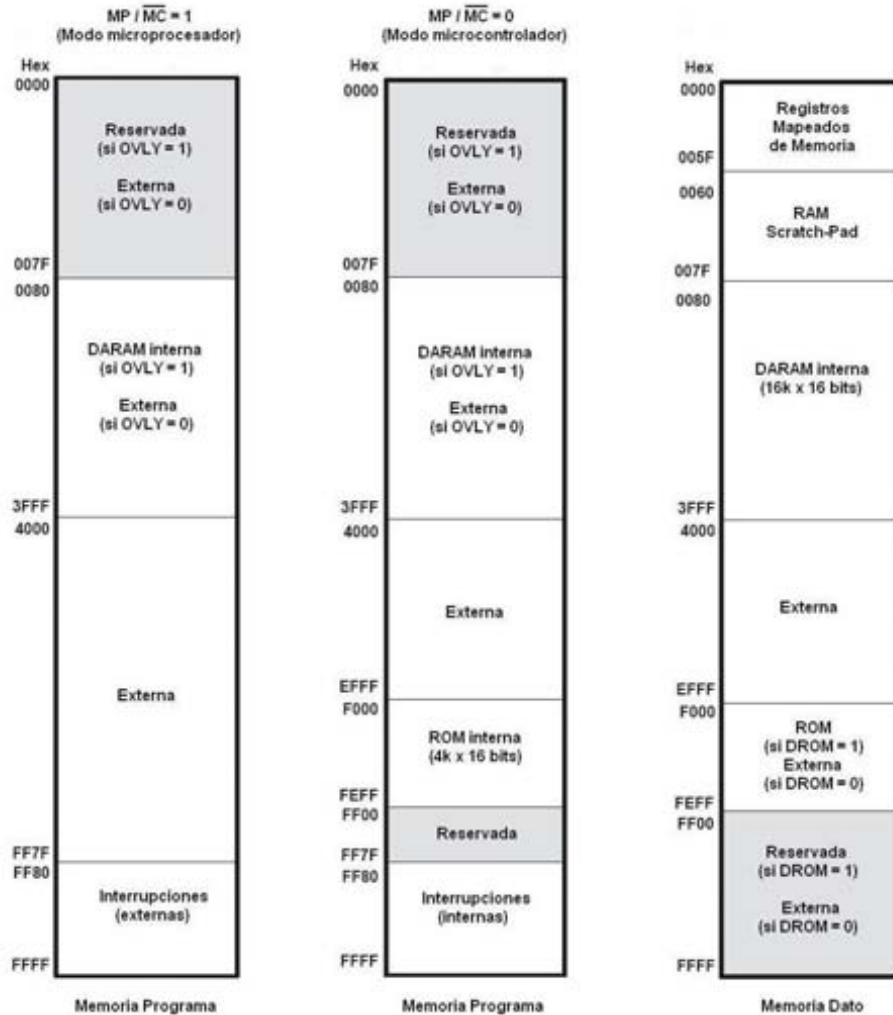 MP / MC = 1
(Modo microprocesador)
Hex
0000
Reservada
(si OVLY = 1)
Externa
(si OVLY = 0)
007F
0080
DARAM interna
(si OVLY = 1)
Externa
(si OVLY = 0)
3FFF
4000
Externa
FF7F
FF80
Interrupciones
(externas)
FFFF
Memoria Programa
MP / MC = 0
(Modo microcontrolador)
Hex
0000
Reservada
(si OVLY = 1)
Externa
(si OVLY = 0)
007F
0080
DARAM interna
(si OVLY = 1)
Externa
(si OVLY = 0)
3FFF
4000
Externa
EFFF
F000
ROM interna
(4k x 16 bits)
FEFF
FF00
Reservada
FF7F
FF80
Interrupciones
(internas)
FFFF
Memoria Programa
Hex
0000
Registros
Mapeados
de Memoria
005F
0060
RAM
Scratch-Pad
007F
0080
DARAM interna
(16k x 16 bits)
3FFF
4000
Externa
EFFF
F000
ROM
(si DROM = 1)
Externa
(si DROM = 0)
FEFF
FF00
Reservada
(si DROM = 1)
Externa
(si DROM = 0)
FFFF
Memoria Dato